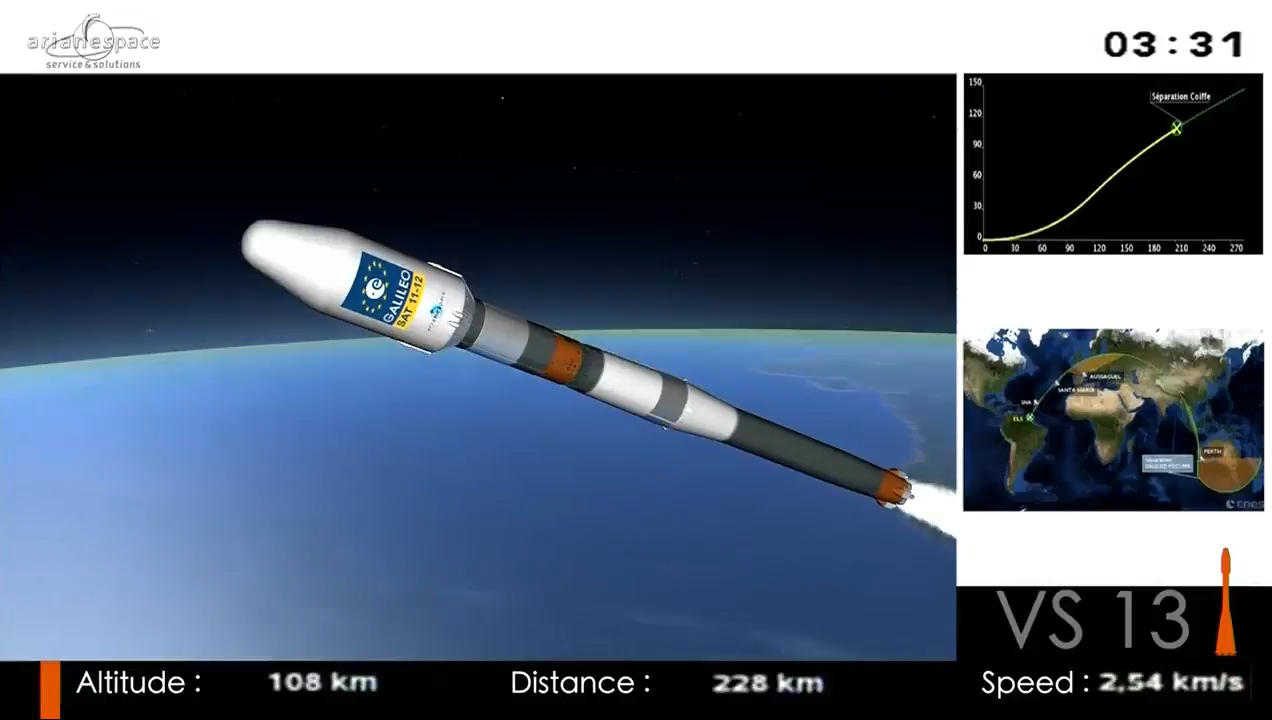 arianespace
service & solutions
03:31
150
120
90
60
30
0
0 30 60 90 120 150 180 210 240 270
Séparation Coiffe
GALILEO
SAT 11-12
AUSSAGUEL
SANTA MARIA
PERTH
cnes
VS 13
Altitude : 108 km Distance : 228 km Speed : 2,54 km/s